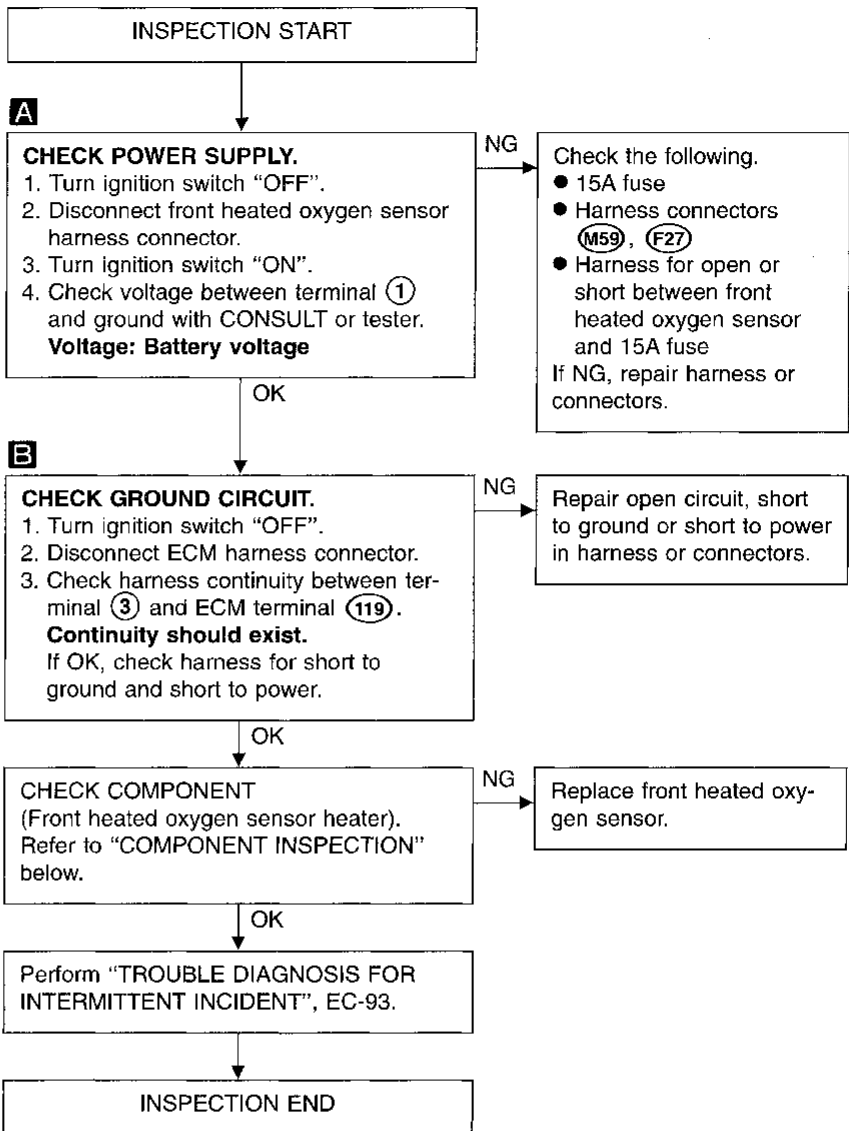 INSPECTION START
A
CHECK POWER SUPPLY.
1. Turn ignition switch “OFF”.
2. Disconnect front heated oxygen sensor
harness connector.
3. Turn ignition switch “ON”.
4. Check voltage between terminal ①
and ground with CONSULT or tester.
Voltage: Battery voltage
NG
Check the following.
● 15A fuse
● Harness connectors
M59, F27
● Harness for open or
short between front
heated oxygen sensor
and 15A fuse
If NG, repair harness or
connectors.
OK
B
CHECK GROUND CIRCUIT.
1. Turn ignition switch “OFF”.
2. Disconnect ECM harness connector.
3. Check harness continuity between ter-
minal ③ and ECM terminal 119.
Continuity should exist.
If OK, check harness for short to
ground and short to power.
NG
Repair open circuit, short
to ground or short to power
in harness or connectors.
OK
CHECK COMPONENT
(Front heated oxygen sensor heater).
Refer to “COMPONENT INSPECTION”
below.
NG
Replace front heated oxy-
gen sensor.
OK
Perform “TROUBLE DIAGNOSIS FOR
INTERMITTENT INCIDENT”, EC-93.
INSPECTION END